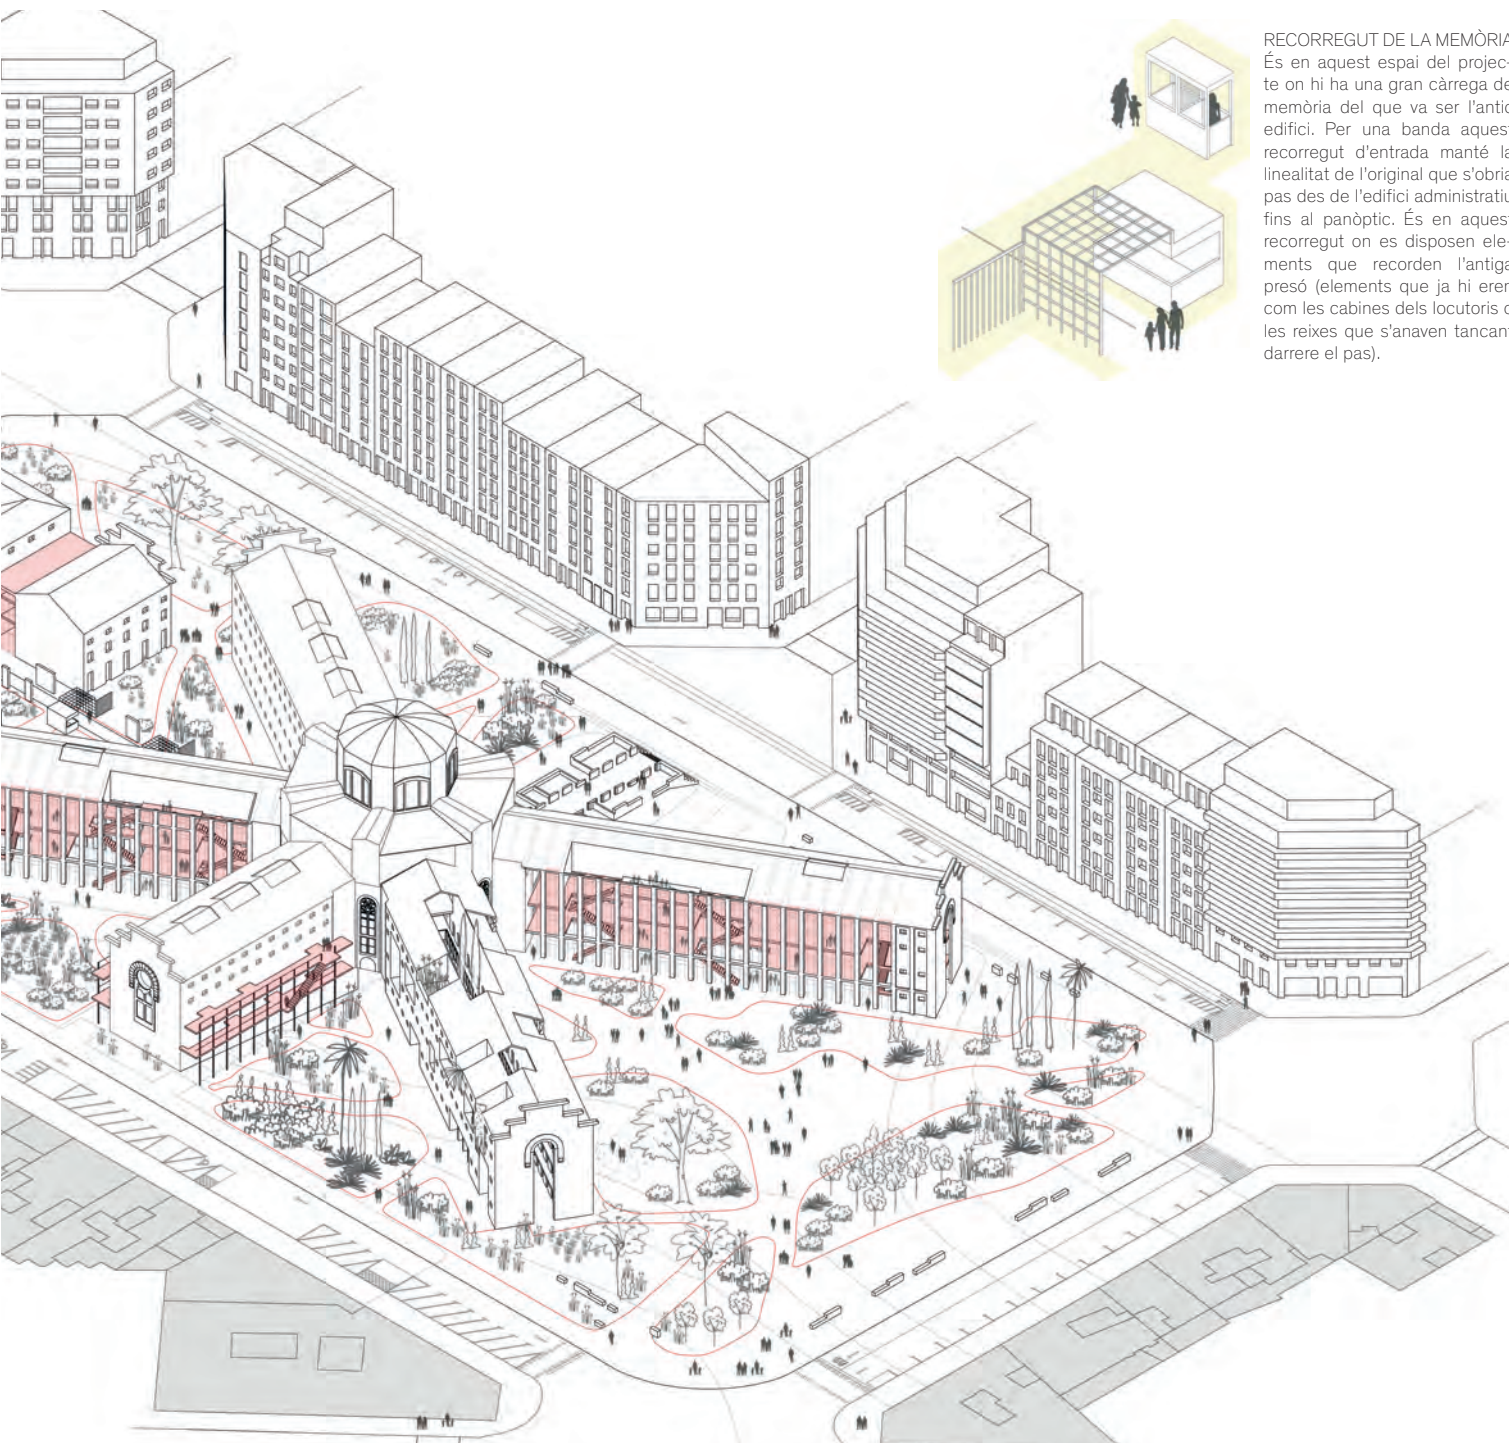 RECORREGUT DE LA MEMÒRIA
És en aquest espai del projec-
te on hi ha una gran càrrega de
memòria del que va ser l'antic
edifici. Per una banda aquest
recorregut d'entrada manté la
linealitat de l'original que s'obria
pas des de l'edifici administratiu
fins al panòptic. És en aquest
recorregut on es disposen ele-
ments que recorden l'antiga
presó (elements que ja hi eren
com les cabines dels locutoris o
les reixes que s'anaven tancant
darrere el pas).